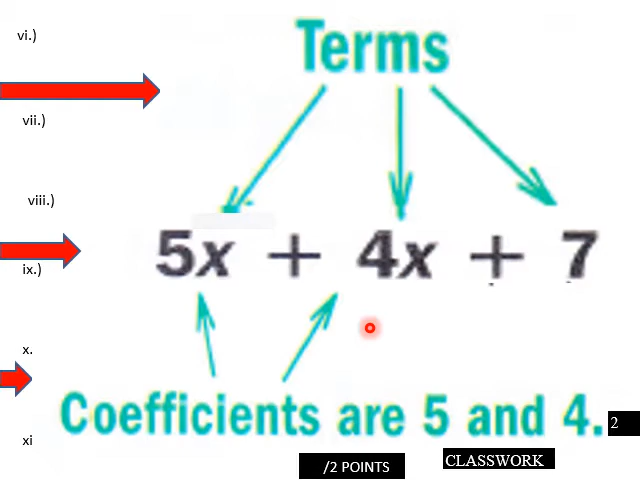 vi.)
Terms
vii.)
viii.)
5x + 4x + 7
ix.)
x.
Coefficients are 5 and 4.
2
xi
/2 POINTS
CLASSWORK